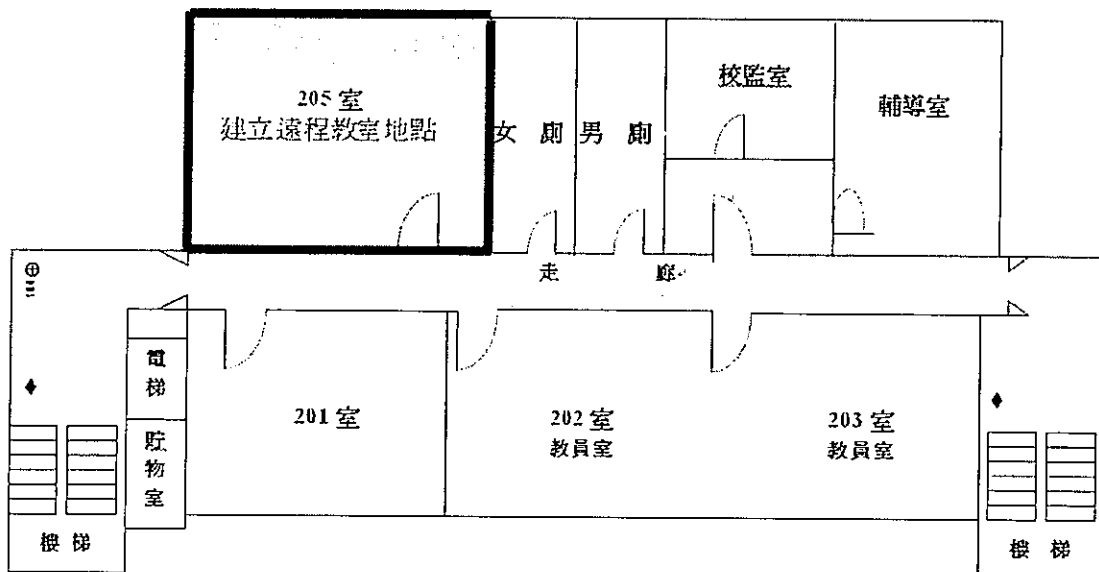 205 室
建立遠程教室地點
女 廁
男 廁
校監室
輔導室
走 廊
電梯
貯物室
201 室
202 室
教員室
203 室
教員室
樓 梯
樓 梯